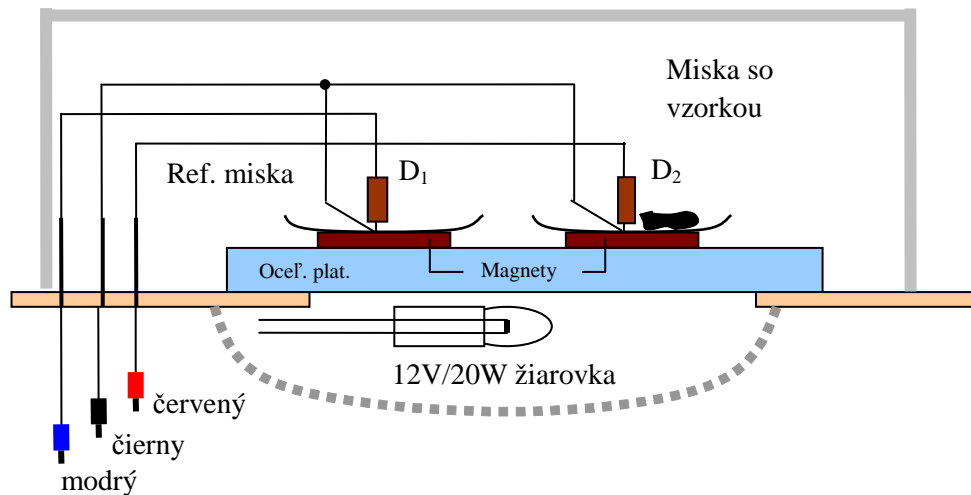 Miska so
vzorkou
Ref. miska
D₁
D₂
Oceľ. plat.
Magnety
12V/20W žiarovka
červený
čierny
modrý